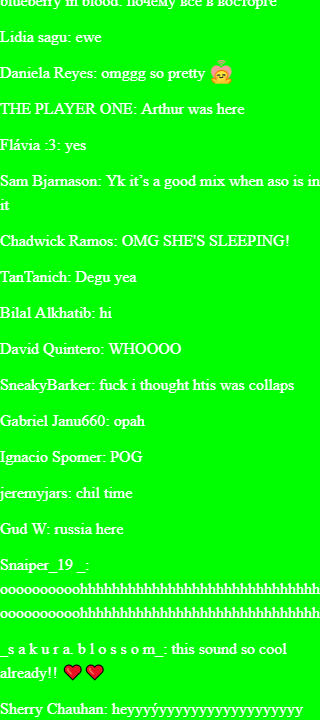 blueberry in blood: почему все в восторге
Lidia sagu: ewe
Daniela Reyes: omggg so pretty
THE PLAYER ONE: Arthur was here
Flávia :3: yes
Sam Bjarnason: Yk it's a good mix when aso is in
it
Chadwick Ramos: OMG SHE'S SLEEPING!
TanTanich: Degu yea
Bilal Alkhatib: hi
David Quintero: WHOOOO
SneakyBarker: fuck i thought htis was collaps
Gabriel Janu660: opah
Ignacio Spomer: POG
jeremyjars: chil time
Gud W: russia here
Snaiper_19 _:
oooooooooohhhhhhhhhhhhhhhhhhhhhhhhhhhhhh
oooooooooohhhhhhhhhhhhhhhhhhhhhhhhhhhhhh
_s a k u r a. b l o s s o m_: this sound so cool
already!! ❤️❤️
Sherry Chauhan: heyyyýyyyyyyyyyyyyyyyyyy